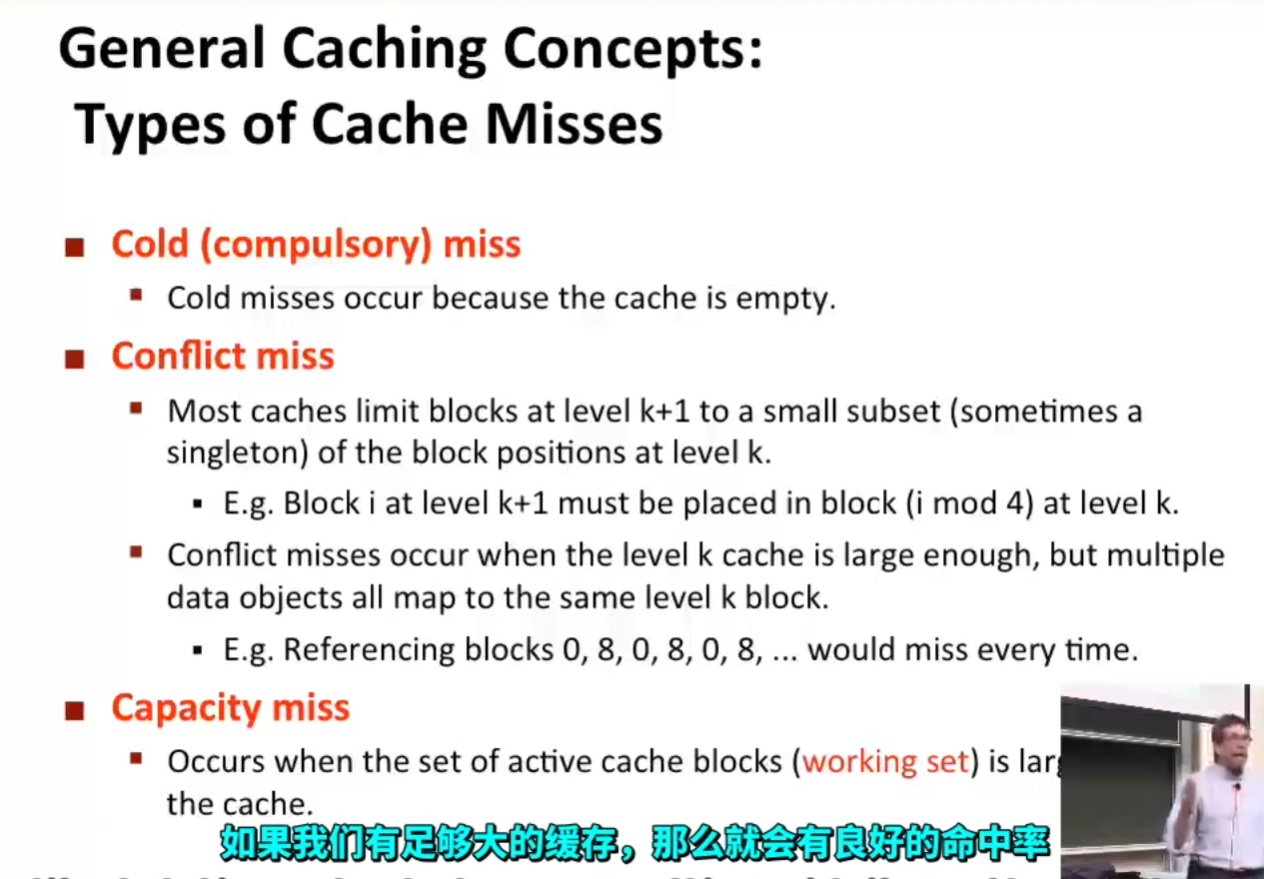 General Caching Concepts:
Types of Cache Misses
■ Cold (compulsory) miss
▪ Cold misses occur because the cache is empty.
■ Conflict miss
▪ Most caches limit blocks at level k+1 to a small subset (sometimes a
singleton) of the block positions at level k.
▪ E.g. Block i at level k+1 must be placed in block (i mod 4) at level k.
▪ Conflict misses occur when the level k cache is large enough, but multiple
data objects all map to the same level k block.
▪ E.g. Referencing blocks 0, 8, 0, 8, 0, 8, ... would miss every time.
■ Capacity miss
▪ Occurs when the set of active cache blocks (working set) is
the cache.
如果我们有足够大的缓存，那么就会有良好的命中率